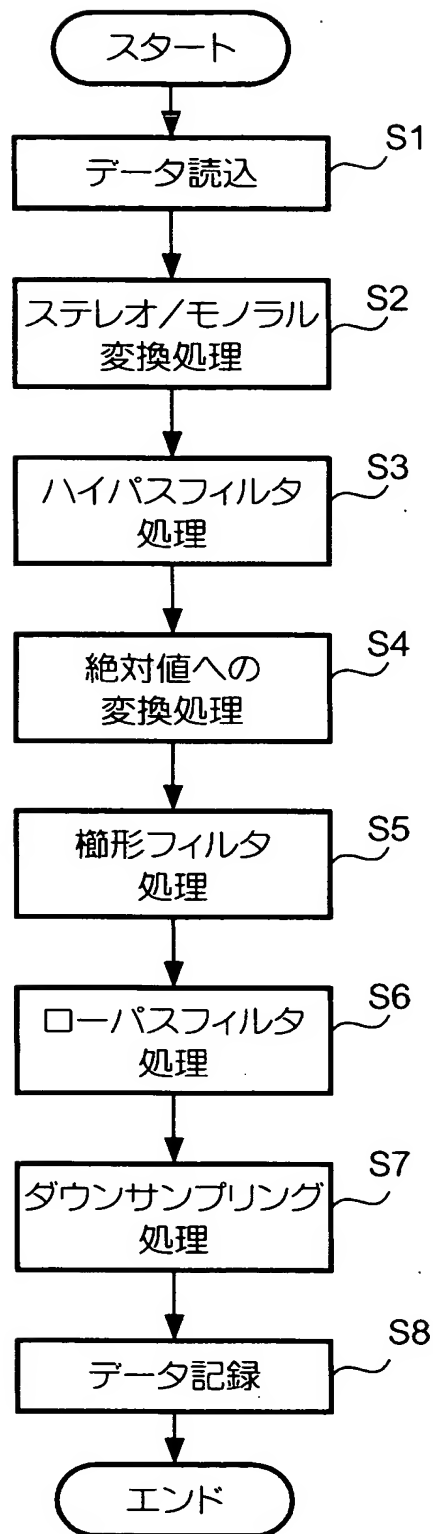 スタート
データ読込
S1
ステレオ/モノラル
変換処理
S2
ハイパスフィルタ
処理
S3
絶対値への
変換処理
S4
櫛形フィルタ
処理
S5
ローパスフィルタ
処理
S6
ダウンサンプリング
処理
S7
データ記録
S8
エンド